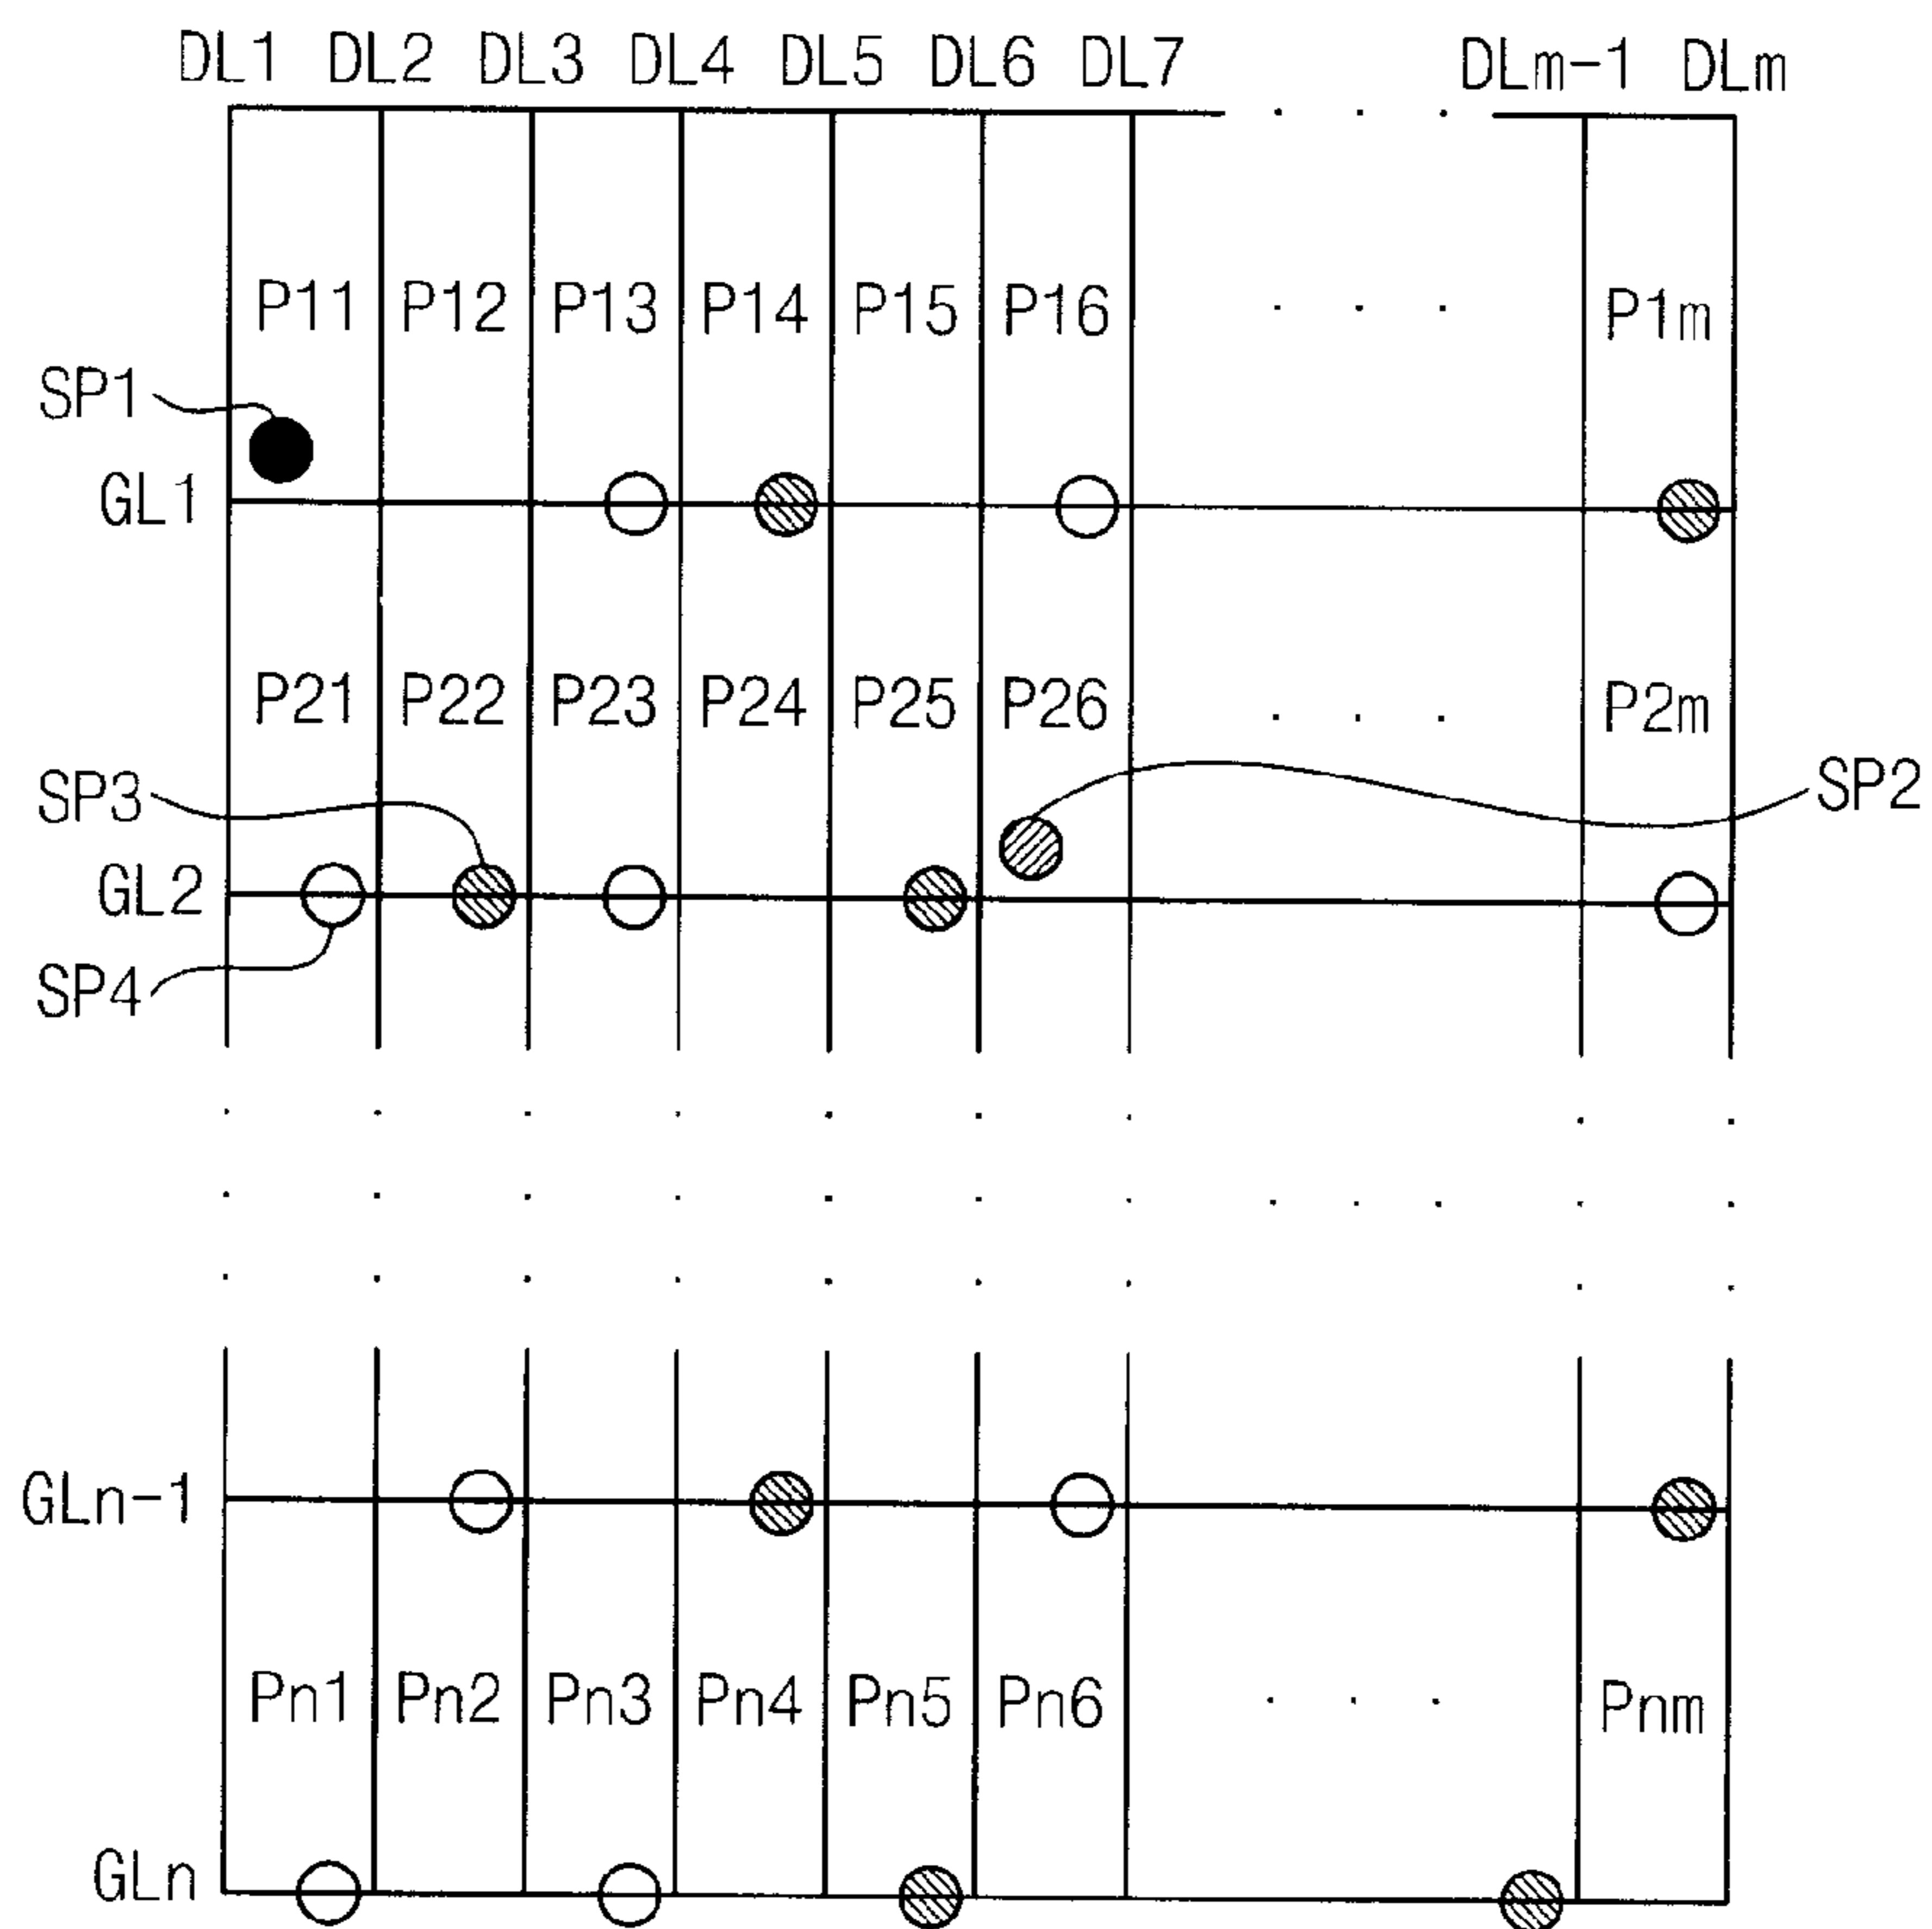 DL1 DL2 DL3 DL4 DL5 DL6 DL7 DLm-1 DLm
P11 P12 P13 P14 P15 P16 P1m
SP1
GL1
P21 P22 P23 P24 P25 P26 P2m
SP3 SP2
GL2
SP4
GLn-1
Pn1 Pn2 Pn3 Pn4 Pn5 Pn6 Pnm
GLn